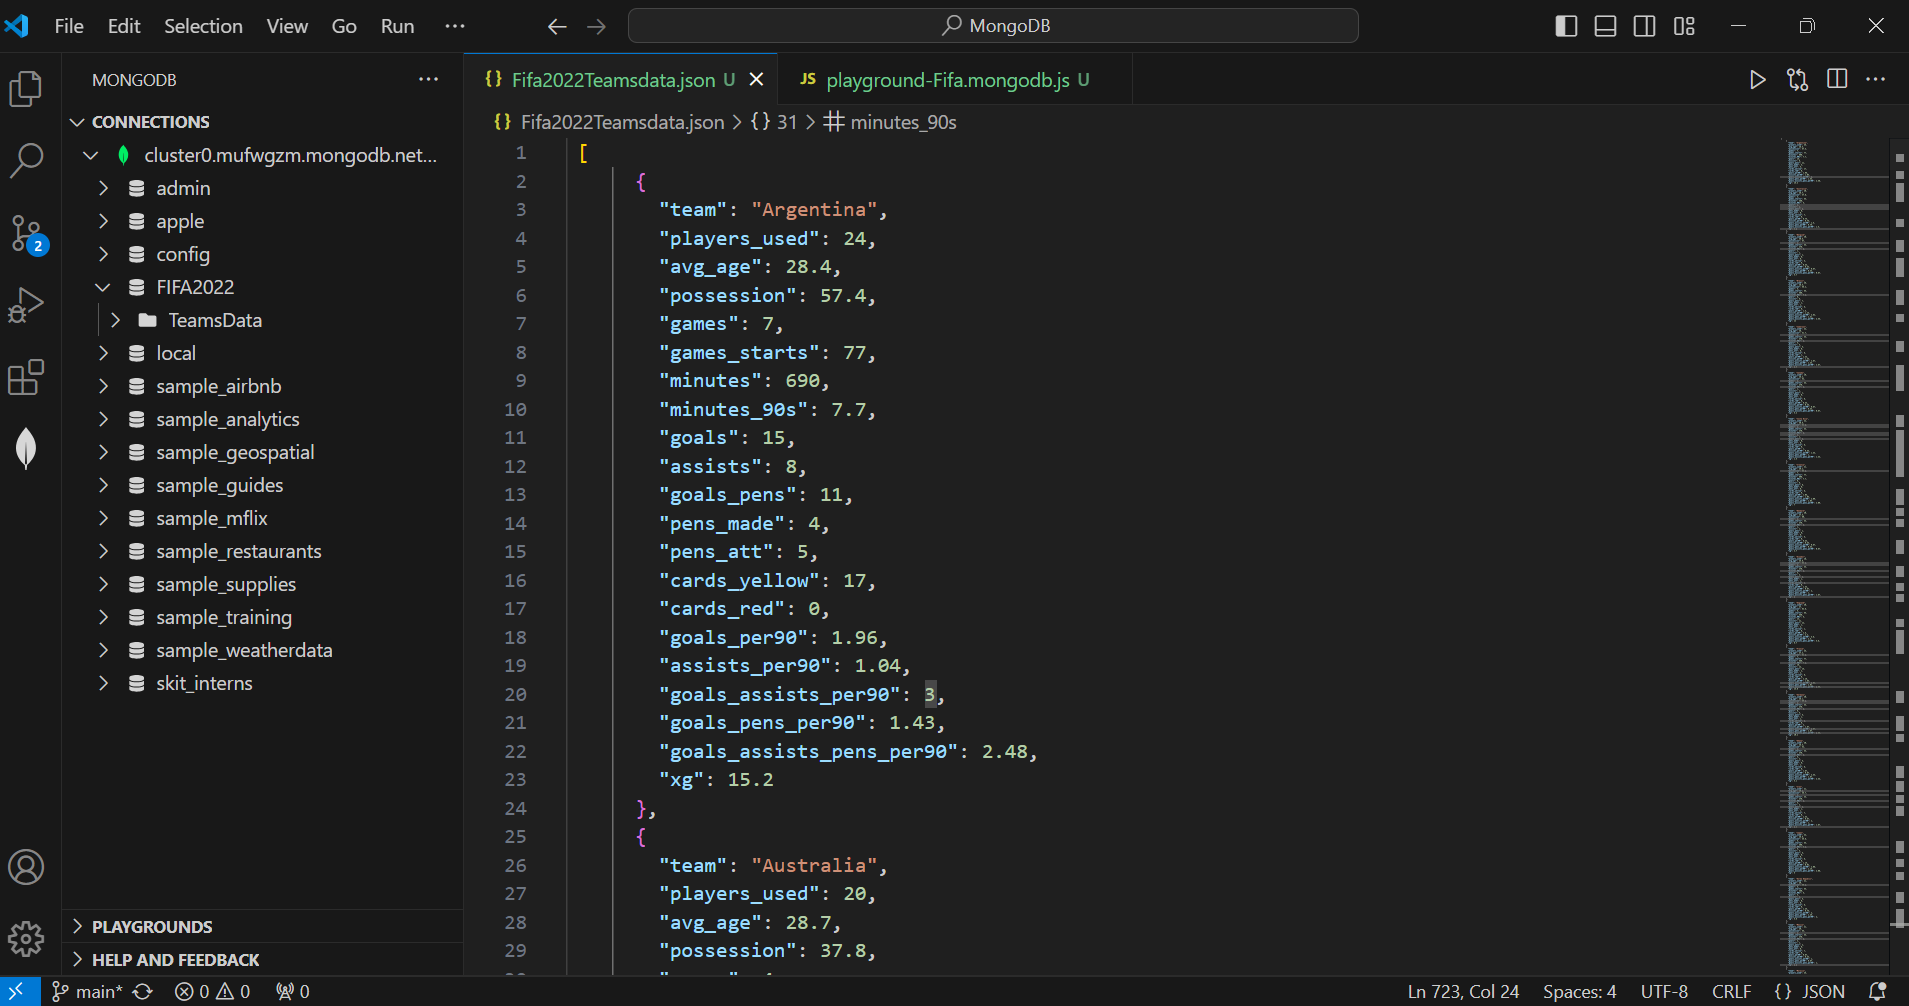 File Edit Selection View Go Run ··· MongoDB
MONGODB ···
CONNECTIONS
cluster0.mufwgzm.mongodb.net...
admin
apple
config
FIFA2022
TeamsData
local
sample_airbnb
sample_analytics
sample_geospatial
sample_guides
sample_mflix
sample_restaurants
sample_supplies
sample_training
sample_weatherdata
skit_interns
PLAYGROUNDS
HELP AND FEEDBACK
2
{} Fifa2022Teamsdata.json U JS playground-Fifa.mongodb.js U ···
{} Fifa2022Teamsdata.json > {} 31 > # minutes_90s
1 [
2 {
3 "team": "Argentina",
4 "players_used": 24,
5 "avg_age": 28.4,
6 "possession": 57.4,
7 "games": 7,
8 "games_starts": 77,
9 "minutes": 690,
10 "minutes_90s": 7.7,
11 "goals": 15,
12 "assists": 8,
13 "goals_pens": 11,
14 "pens_made": 4,
15 "pens_att": 5,
16 "cards_yellow": 17,
17 "cards_red": 0,
18 "goals_per90": 1.96,
19 "assists_per90": 1.04,
20 "goals_assists_per90": 3,
21 "goals_pens_per90": 1.43,
22 "goals_assists_pens_per90": 2.48,
23 "xg": 15.2
24 },
25 {
26 "team": "Australia",
27 "players_used": 20,
28 "avg_age": 28.7,
29 "possession": 37.8,
main* 0 0 0 Ln 723, Col 24 Spaces: 4 UTF-8 CRLF {} JSON